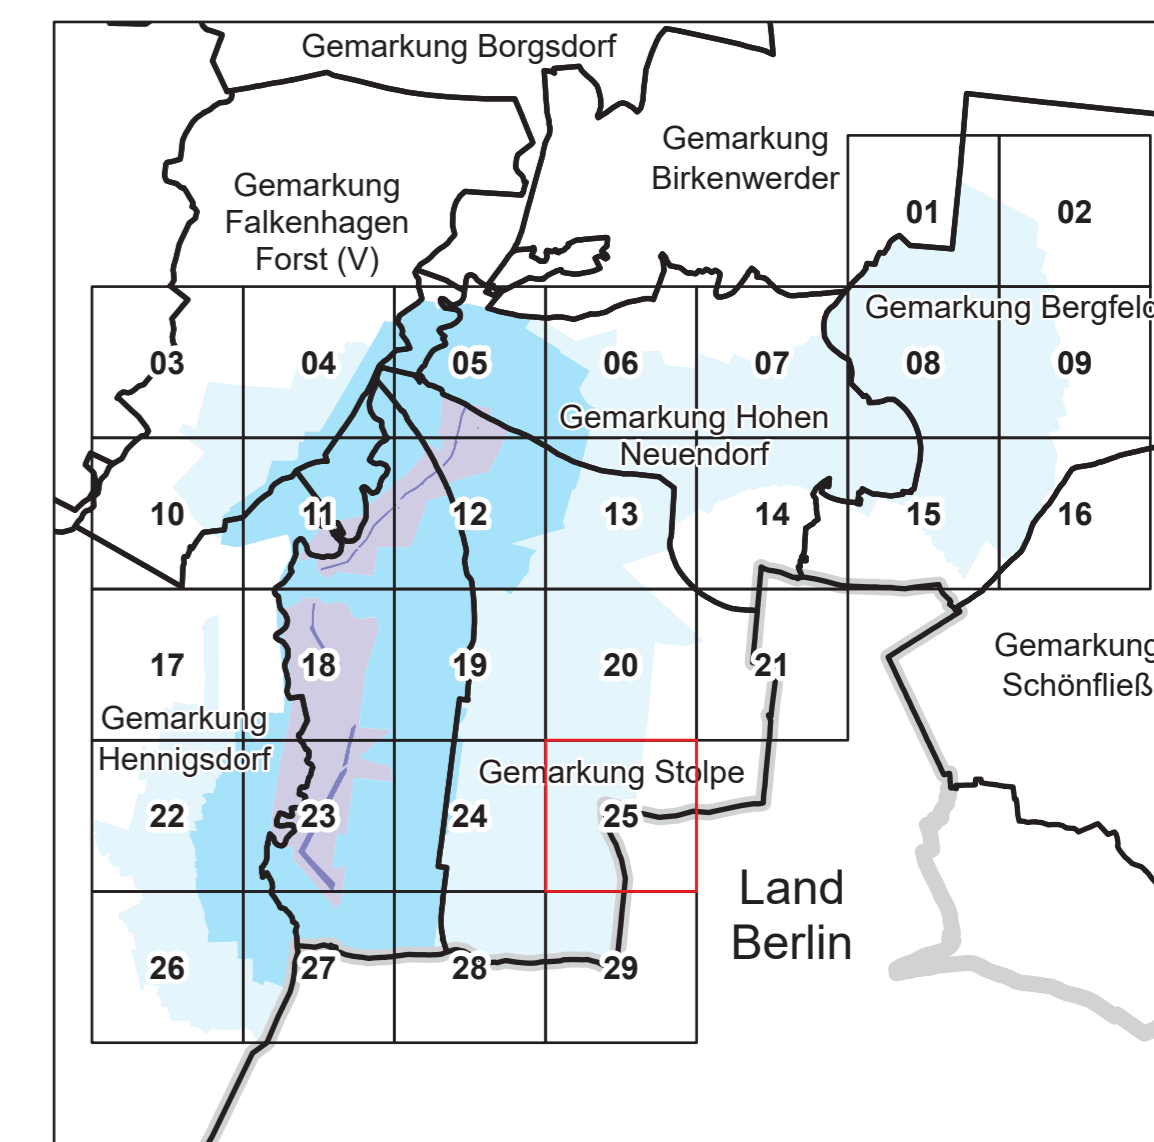 Gemarkung Borgsdorf
Gemarkung
Birkenwerder
Gemarkung
Falkenhagen
Forst (V)
01
02
Gemarkung Bergfeld
03
04
05
06
07
08
09
Gemarkung Hohen
Neuendorf
10
11
12
13
14
15
16
17
18
19
20
21
Gemarkung
Schönfließ
Gemarkung
Hennigsdorf
Gemarkung Stolpe
22
23
24
25
Land
Berlin
26
27
28
29